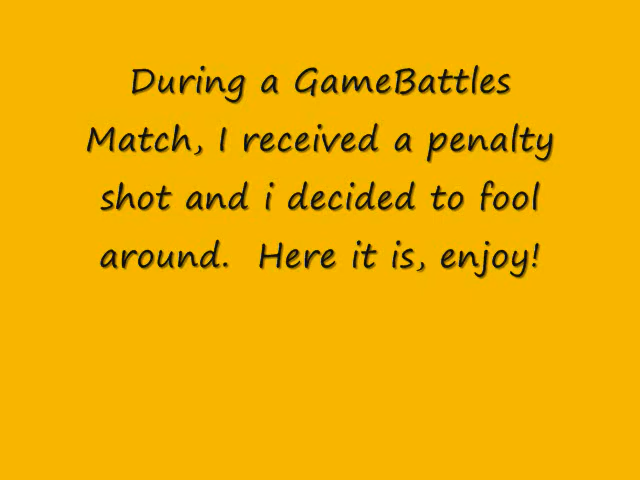 During a GameBattles
Match, I received a penalty
shot and i decided to fool
around.  Here it is, enjoy!